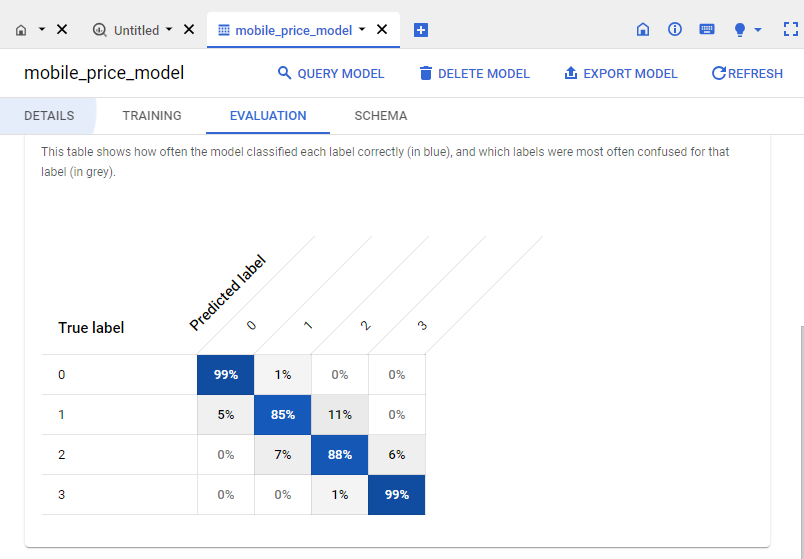 Untitled
mobile_price_model
mobile_price_model
QUERY MODEL
DELETE MODEL
EXPORT MODEL
REFRESH
DETAILS
TRAINING
EVALUATION
SCHEMA
This table shows how often the model classified each label correctly (in blue), and which labels were most often confused for that
label (in grey).
Predicted label
True label
0 1 2 3
0 99% 1% 0% 0%
1 5% 85% 11% 0%
2 0% 7% 88% 6%
3 0% 0% 1% 99%